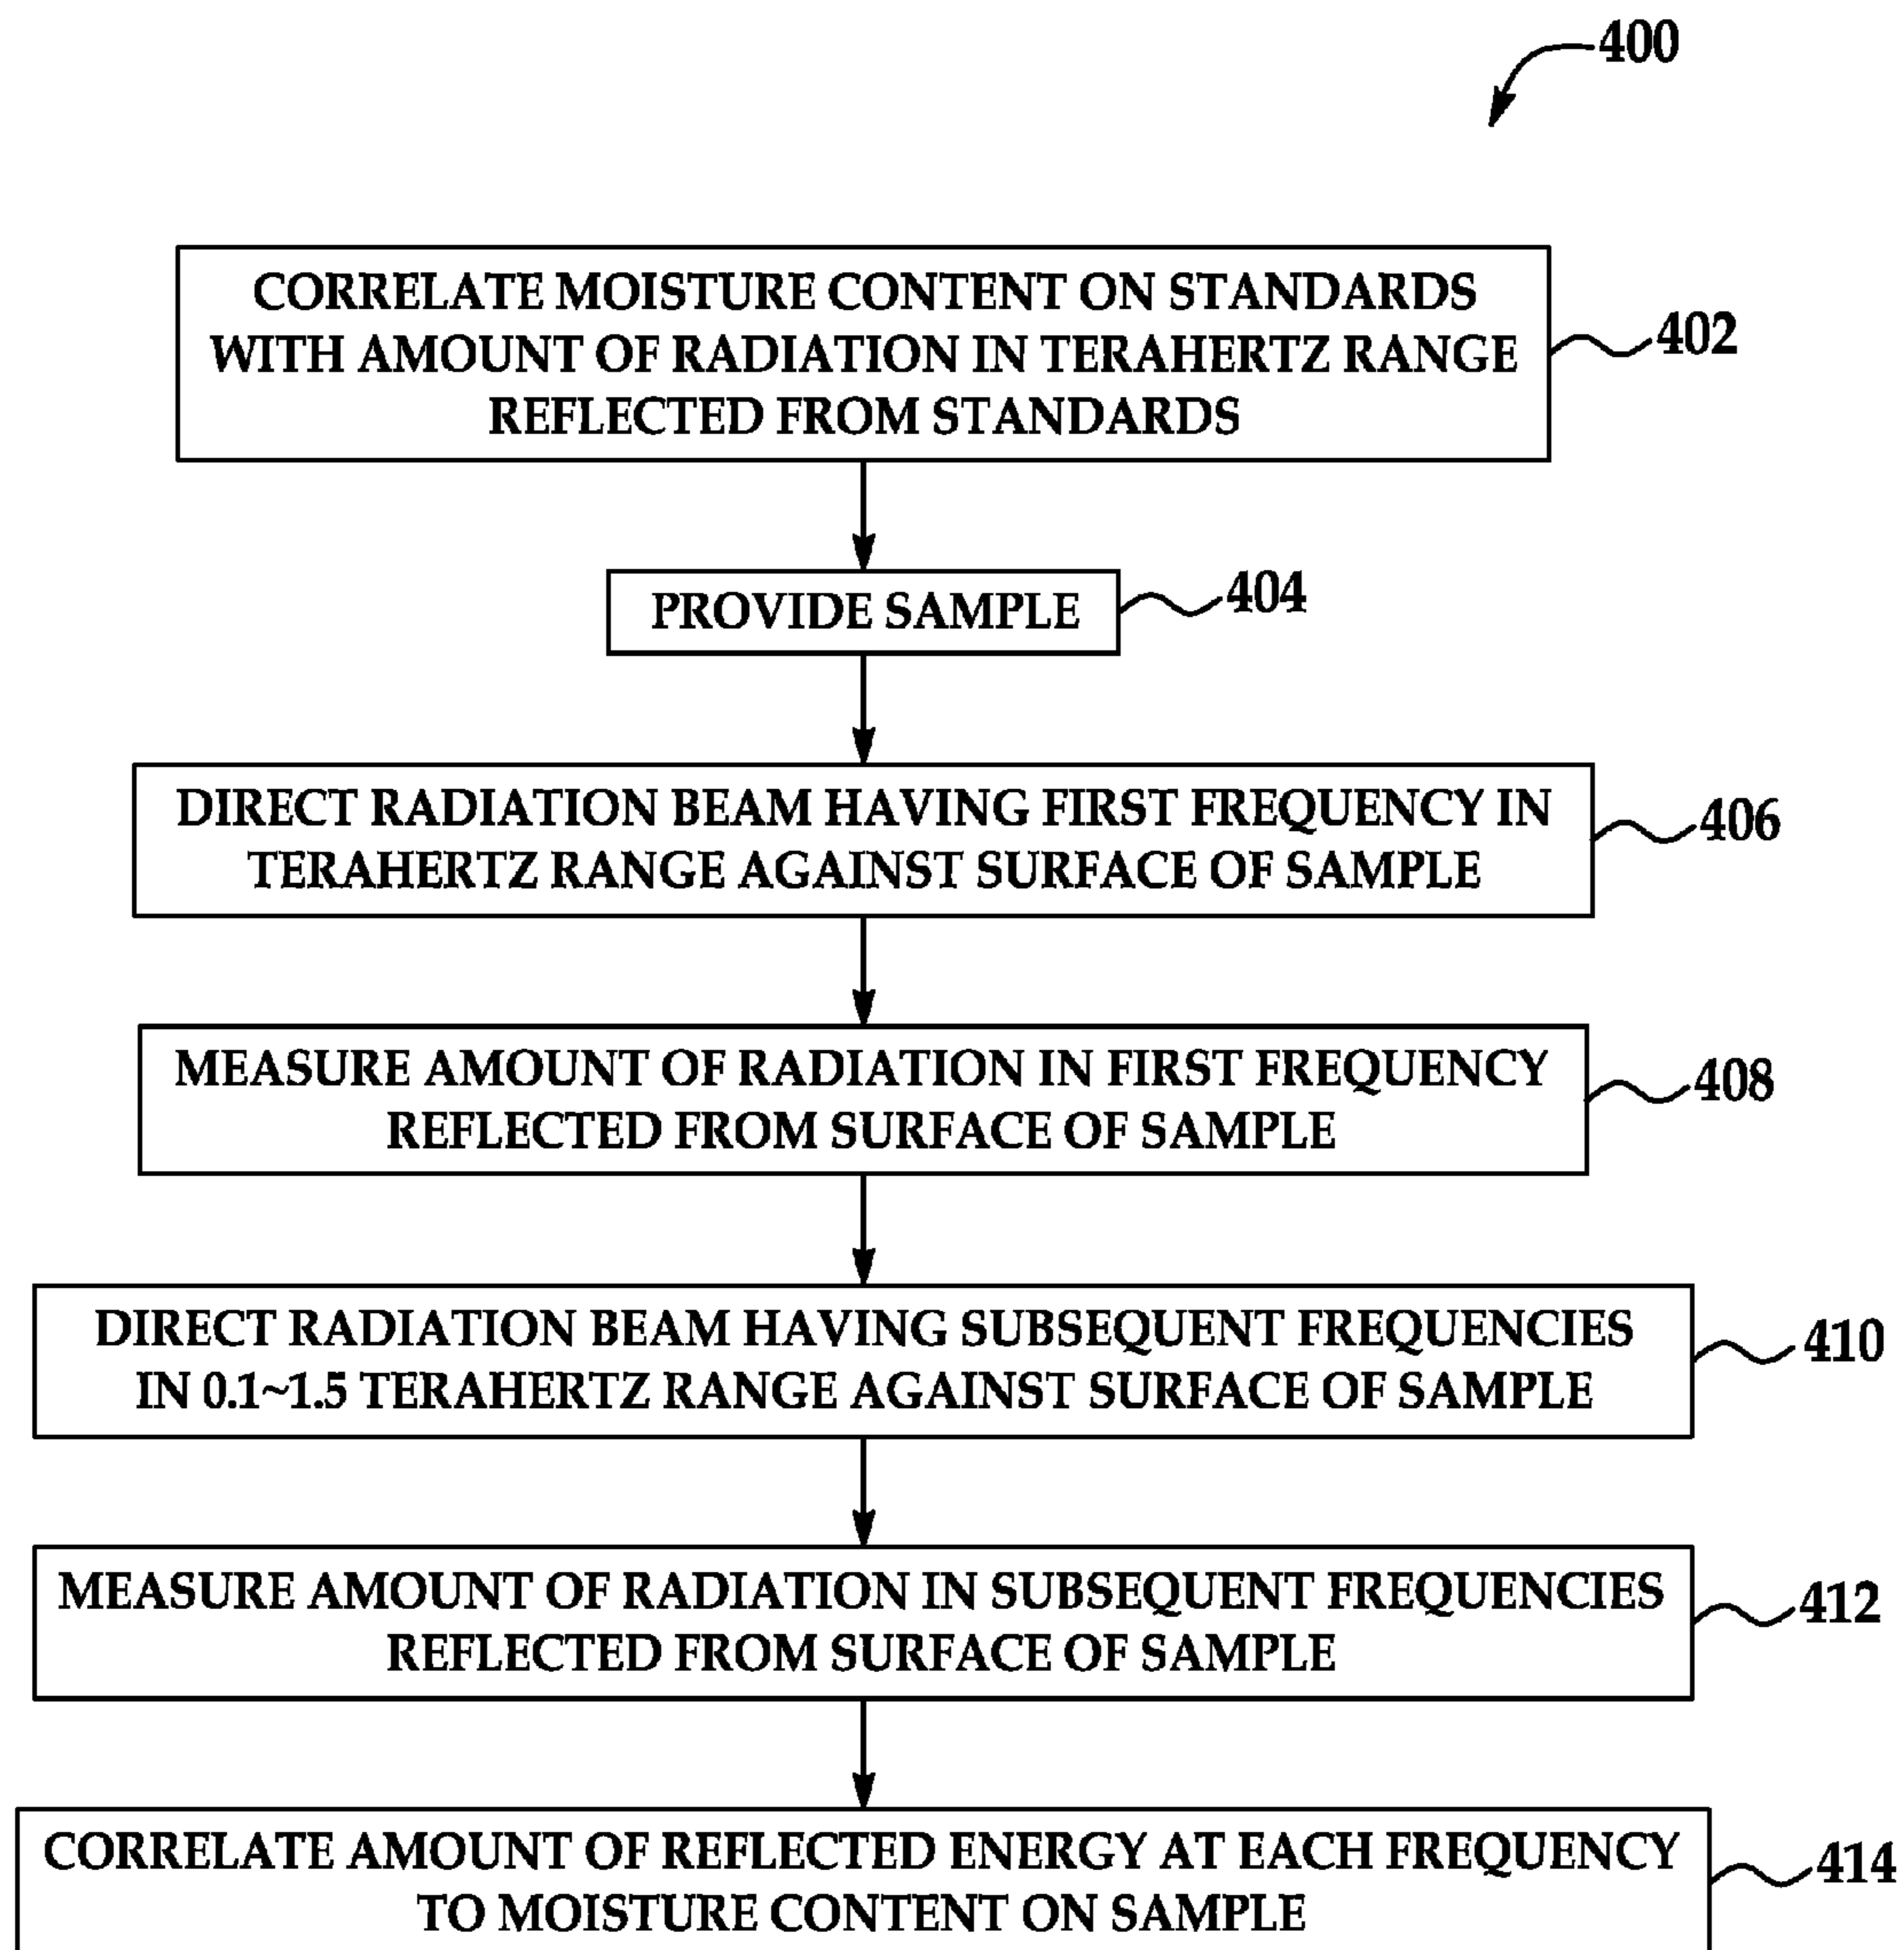 400
CORRELATE MOISTURE CONTENT ON STANDARDS
WITH AMOUNT OF RADIATION IN TERAHERTZ RANGE
REFLECTED FROM STANDARDS
402
PROVIDE SAMPLE
404
DIRECT RADIATION BEAM HAVING FIRST FREQUENCY IN
TERAHERTZ RANGE AGAINST SURFACE OF SAMPLE
406
MEASURE AMOUNT OF RADIATION IN FIRST FREQUENCY
REFLECTED FROM SURFACE OF SAMPLE
408
DIRECT RADIATION BEAM HAVING SUBSEQUENT FREQUENCIES
IN 0.1~1.5 TERAHERTZ RANGE AGAINST SURFACE OF SAMPLE
410
MEASURE AMOUNT OF RADIATION IN SUBSEQUENT FREQUENCIES
REFLECTED FROM SURFACE OF SAMPLE
412
CORRELATE AMOUNT OF REFLECTED ENERGY AT EACH FREQUENCY
TO MOISTURE CONTENT ON SAMPLE
414